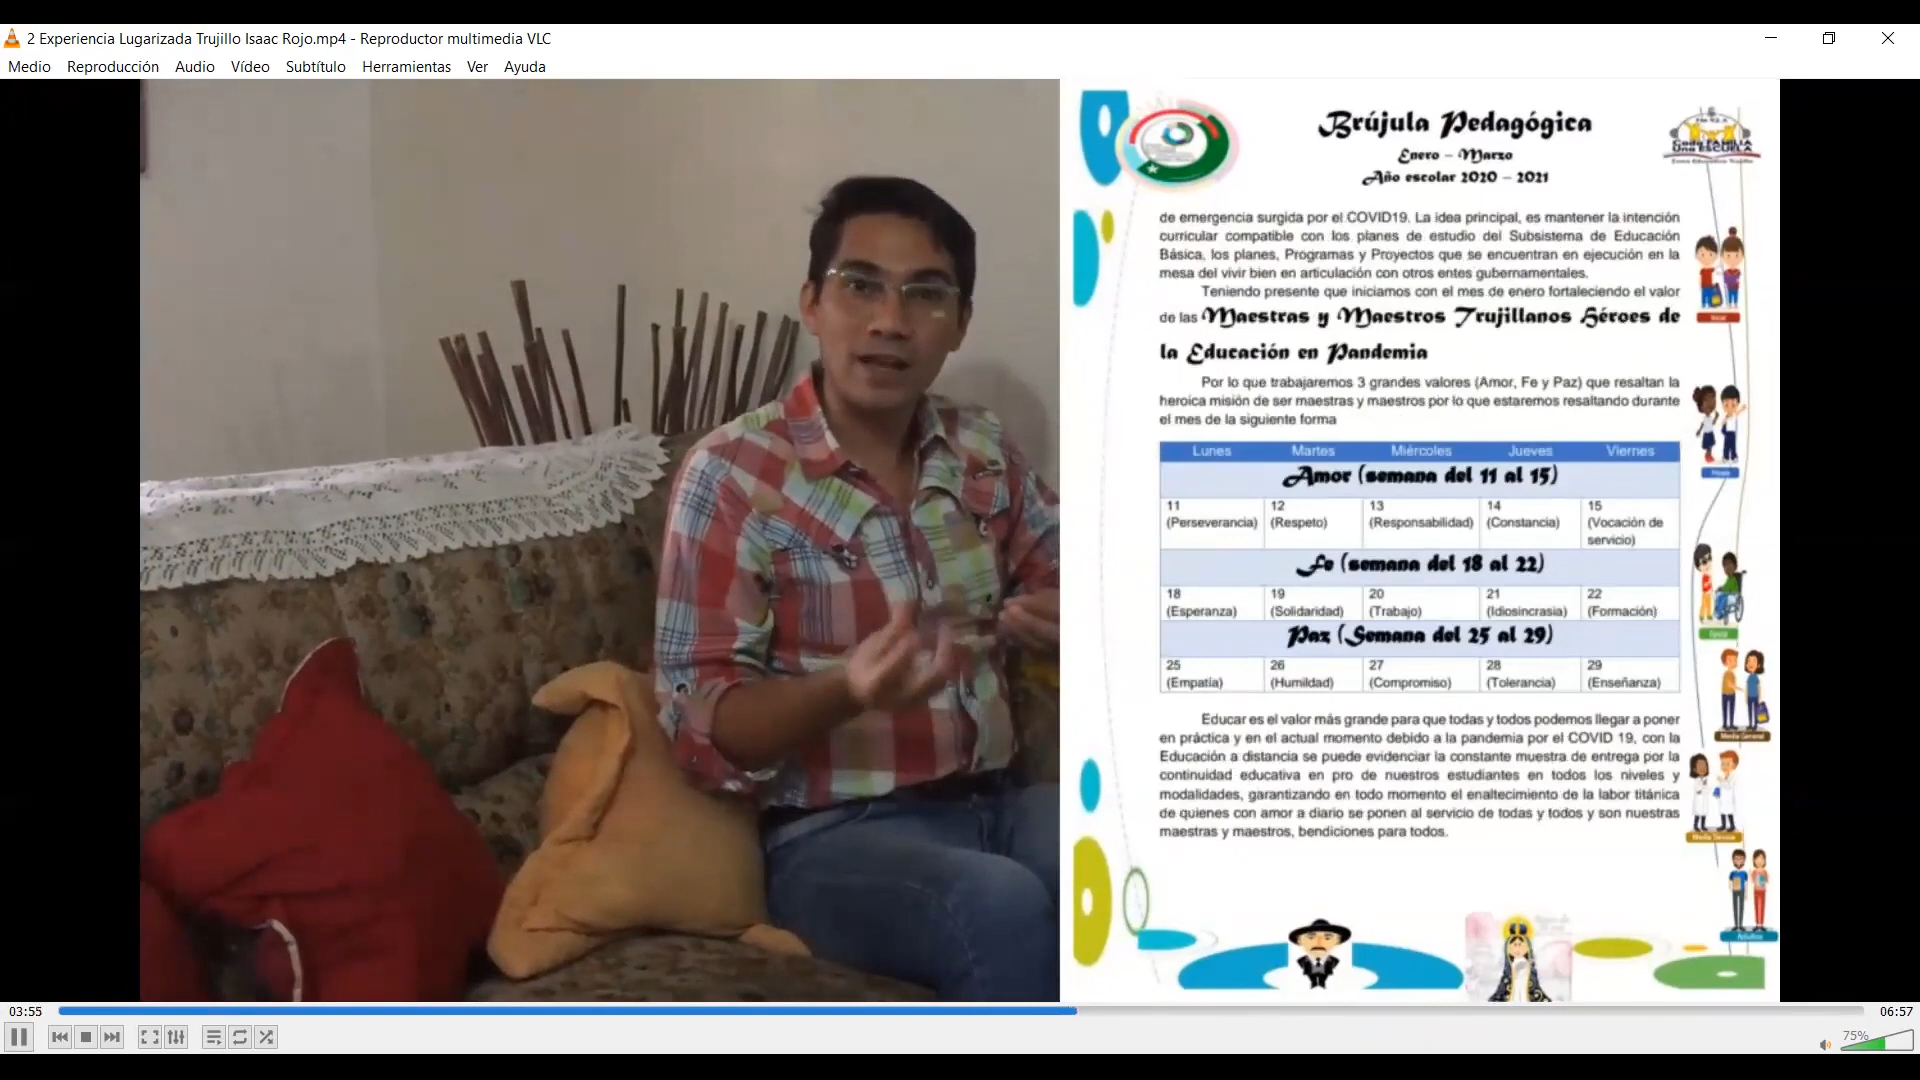 2 Experiencia Lugarizada Trujillo Isaac Rojo.mp4 - Reproductor multimedia VLC
Medio Reproducción Audio Vídeo Subtítulo Herramientas Ver Ayuda
Brújula Pedagógica
Enero – Marzo
Año escolar 2020 – 2021
Cada FAMILIA
Una ESCUELA
de emergencia surgida por el COVID19. La idea principal, es mantener la intención
curricular compatible con los planes de estudio del Subsistema de Educación
Básica, los planes, Programas y Proyectos que se encuentran en ejecución en la
mesa del vivir bien en articulación con otros entes gubernamentales.
Teniendo presente que iniciamos con el mes de enero fortaleciendo el valor
de las Maestras y Maestros Trujillanos Héroes de
la Educación en Pandemia
Por lo que trabajaremos 3 grandes valores (Amor, Fe y Paz) que resaltan la
heroica misión de ser maestras y maestros por lo que estaremos resaltando durante
el mes de la siguiente forma
Lunes Martes Miércoles Jueves Viernes
Amor (semana del 11 al 15)
11 12 13 14 15
(Perseverancia) (Respeto) (Responsabilidad) (Constancia) (Vocación de
servicio)
Fe (semana del 18 al 22)
18 19 20 21 22
(Esperanza) (Solidaridad) (Trabajo) (Idiosincrasia) (Formación)
Paz (Semana del 25 al 29)
25 26 27 28 29
(Empatía) (Humildad) (Compromiso) (Tolerancia) (Enseñanza)
Educar es el valor más grande para que todas y todos podemos llegar a poner
en práctica y en el actual momento debido a la pandemia por el COVID 19, con la
Educación a distancia se puede evidenciar la constante muestra de entrega por la
continuidad educativa en pro de nuestros estudiantes en todos los niveles y
modalidades, garantizando en todo momento el enaltecimiento de la labor titánica
de quienes con amor a diario se ponen al servicio de todas y todos y son nuestras
maestras y maestros, bendiciones para todos.
Media General
Adultos
03:55 06:57
75%